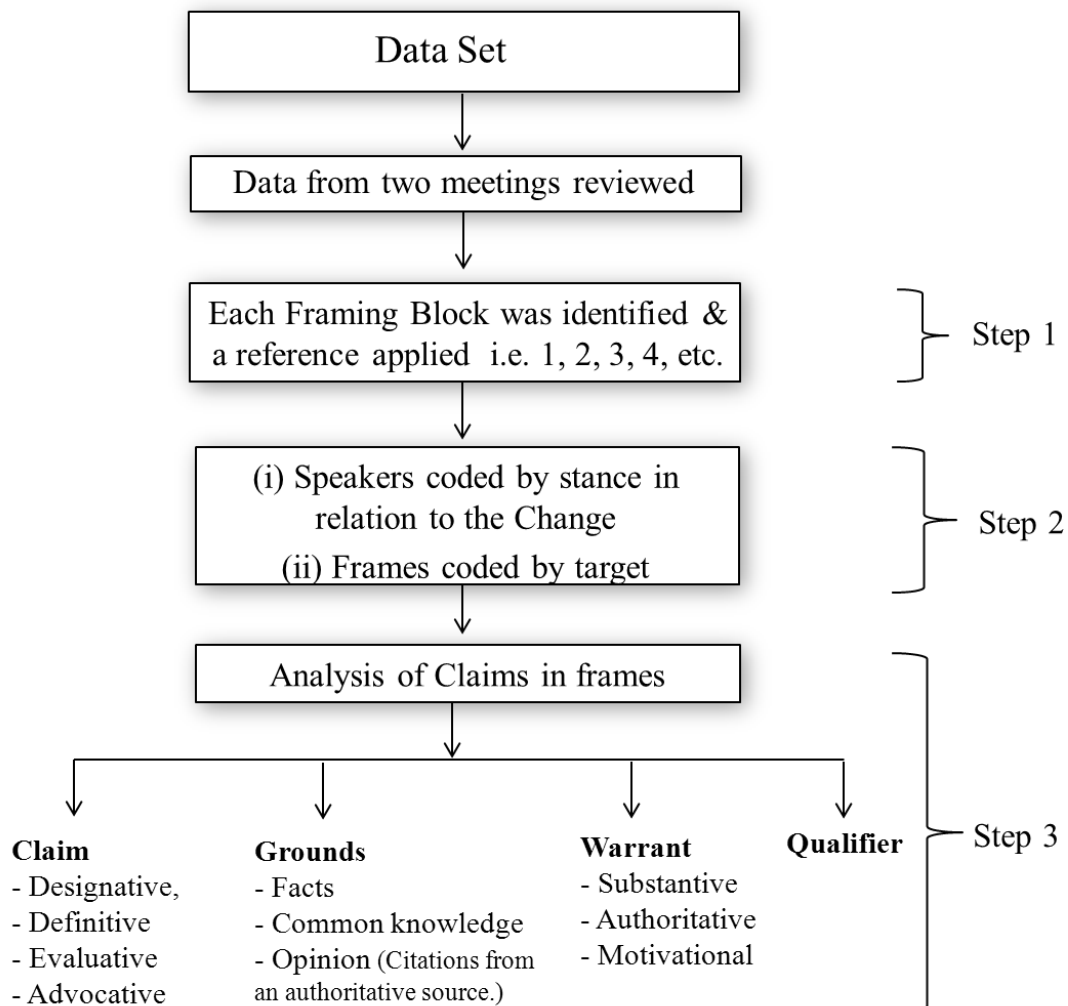 Data Set
Data from two meetings reviewed
Each Framing Block was identified &
a reference applied i.e. 1, 2, 3, 4, etc.
Step 1
(i) Speakers coded by stance in
relation to the Change
(ii) Frames coded by target
Step 2
Analysis of Claims in frames
Step 3
Claim
- Designative,
- Definitive
- Evaluative
- Advocative
Grounds
- Facts
- Common knowledge
- Opinion (Citations from
an authoritative source.)
Warrant
- Substantive
- Authoritative
- Motivational
Qualifier